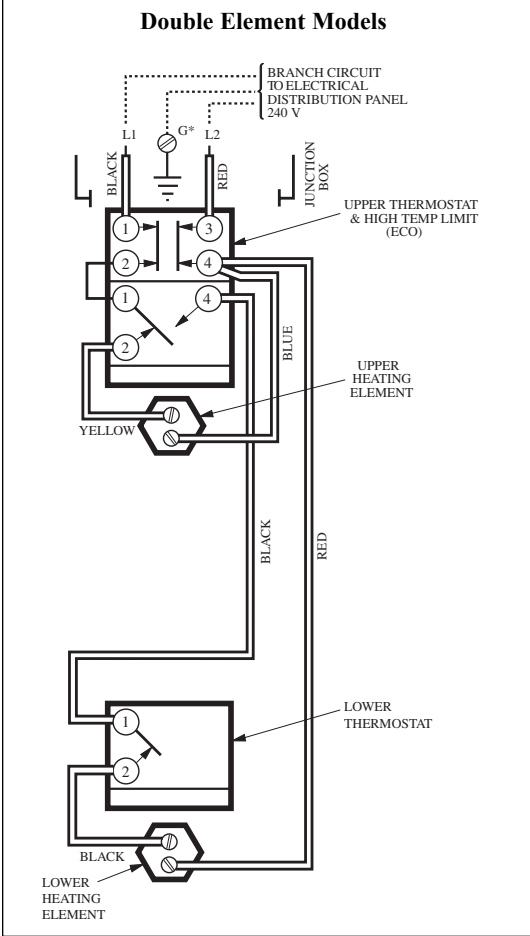 Double Element Models
BRANCH CIRCUIT
TO ELECTRICAL
DISTRIBUTION PANEL
240 V
L1
G*
L2
BLACK
RED
JUNCTION
BOX
UPPER THERMOSTAT
& HIGH TEMP LIMIT
(ECO)
1
3
2
4
1
4
2
BLUE
UPPER
HEATING
ELEMENT
YELLOW
BLACK
RED
LOWER
THERMOSTAT
1
2
BLACK
LOWER
HEATING
ELEMENT